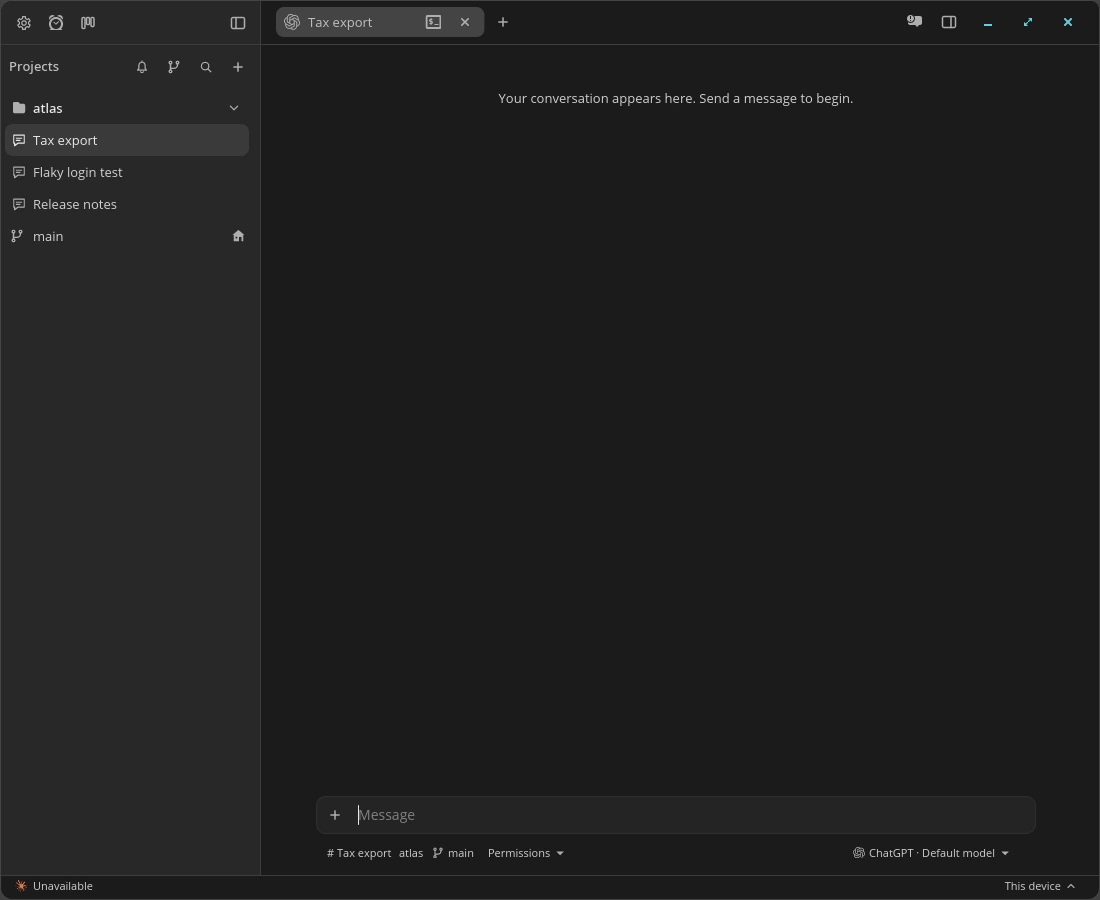 Tax export
Projects
atlas
Tax export
Flaky login test
Release notes
main
Your conversation appears here. Send a message to begin.
Message
# Tax export atlas main Permissions
ChatGPT · Default model
Unavailable
This device